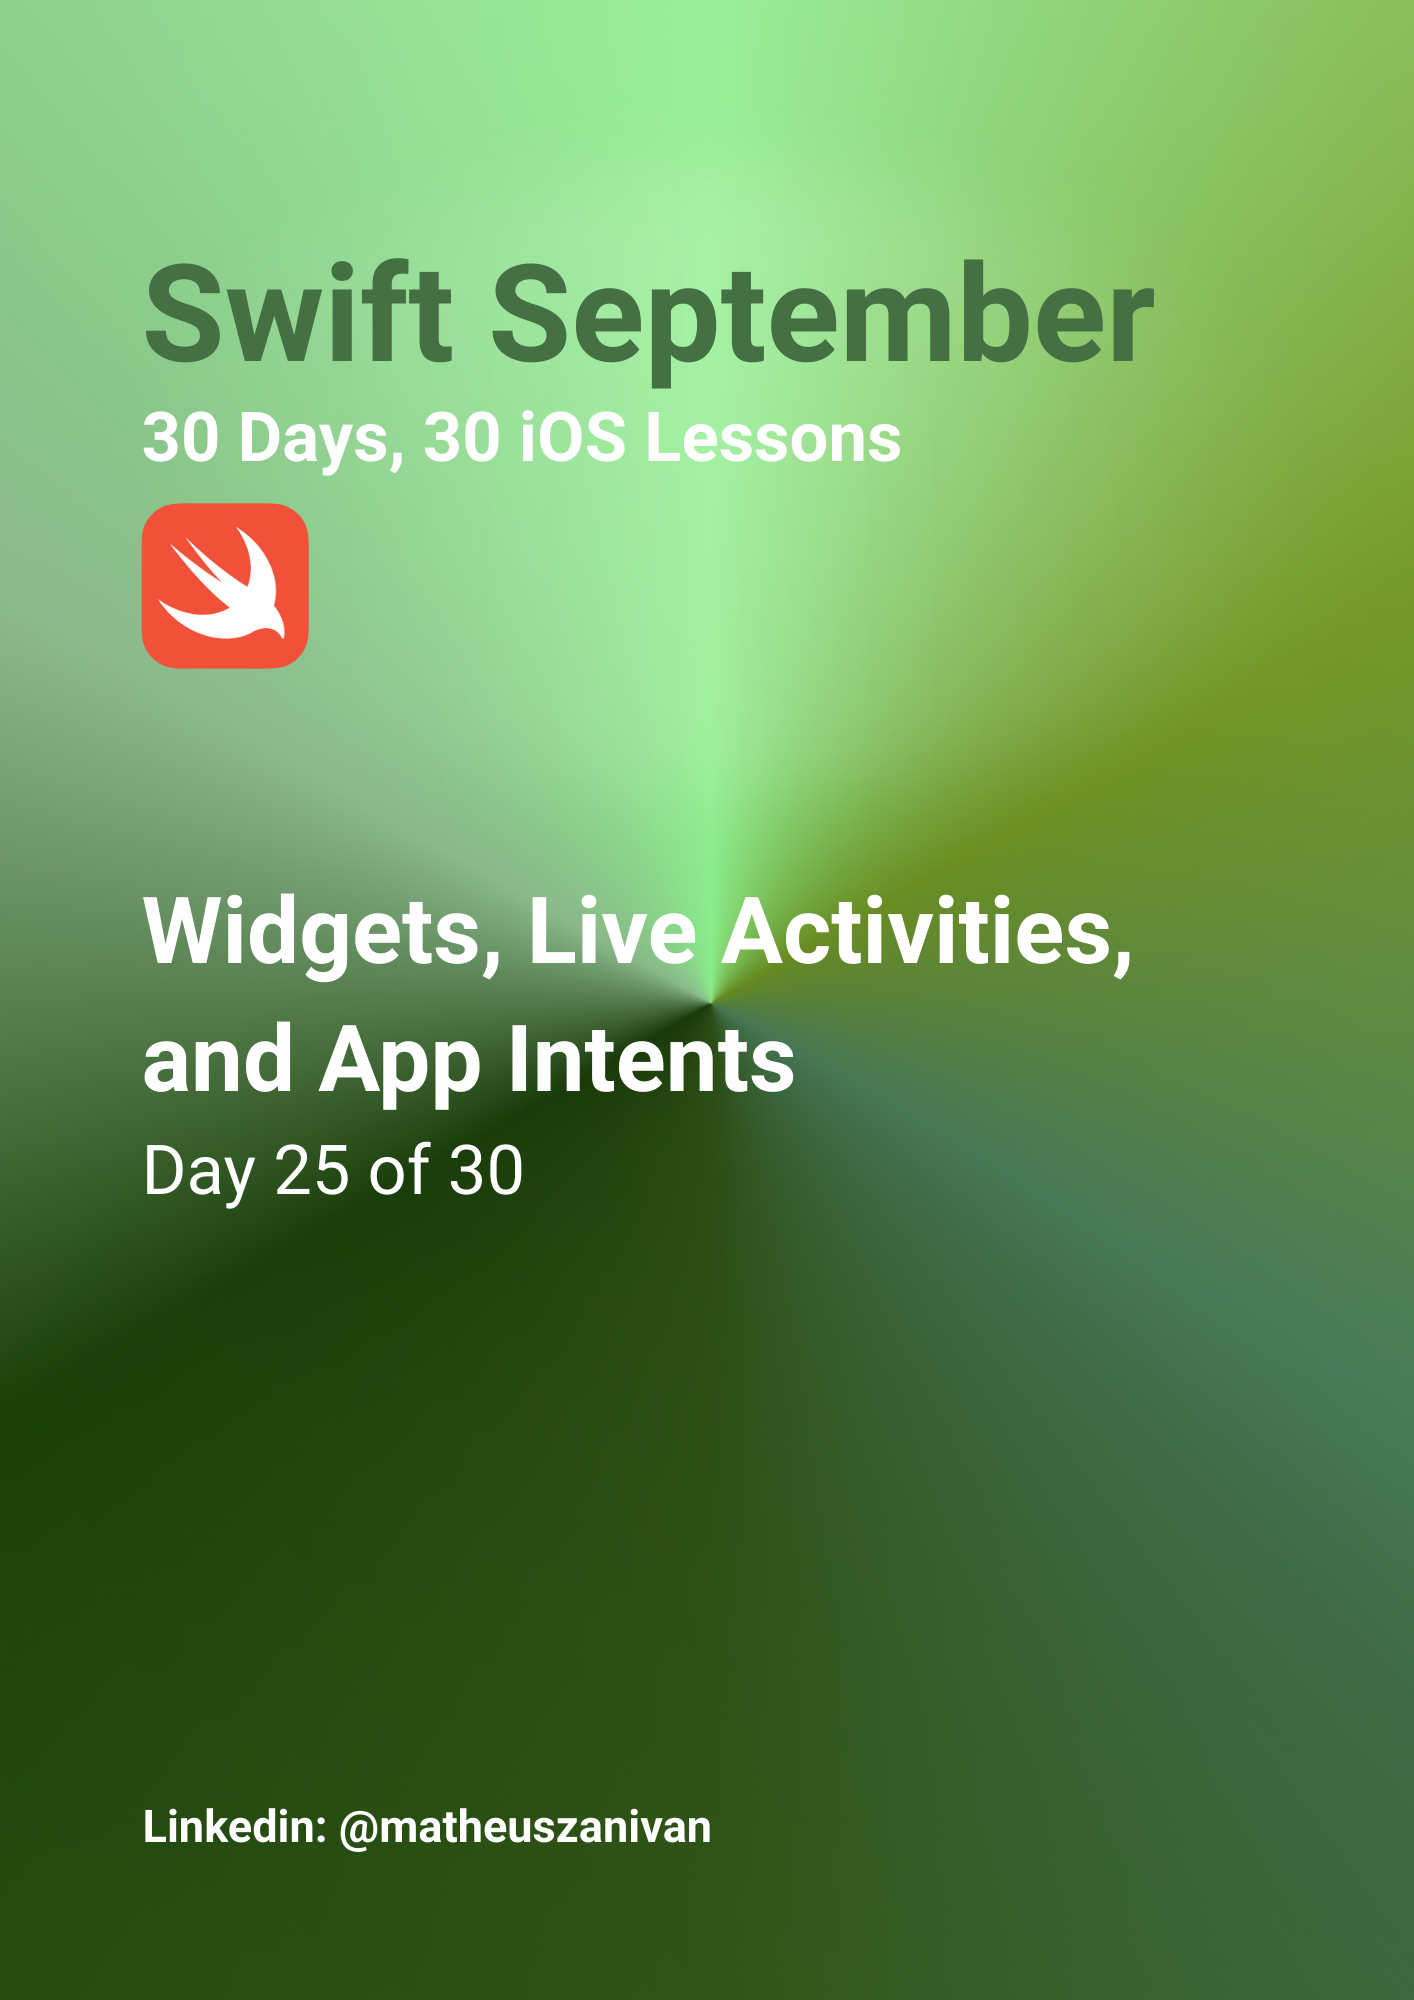 Swift September
30 Days, 30 iOS Lessons
Widgets, Live Activities,
and App Intents
Day 25 of 30
Linkedin: @matheuszanivan